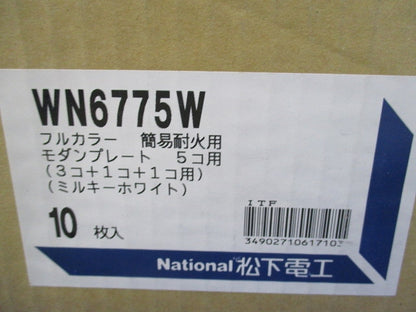 WN6775W
フルカラー 簡易耐火用
モダンプレート 5コ用
(3コ+1コ+1コ用)
(ミルキーホワイト)
10 枚入
ITF
3490271061710
National 松下電工